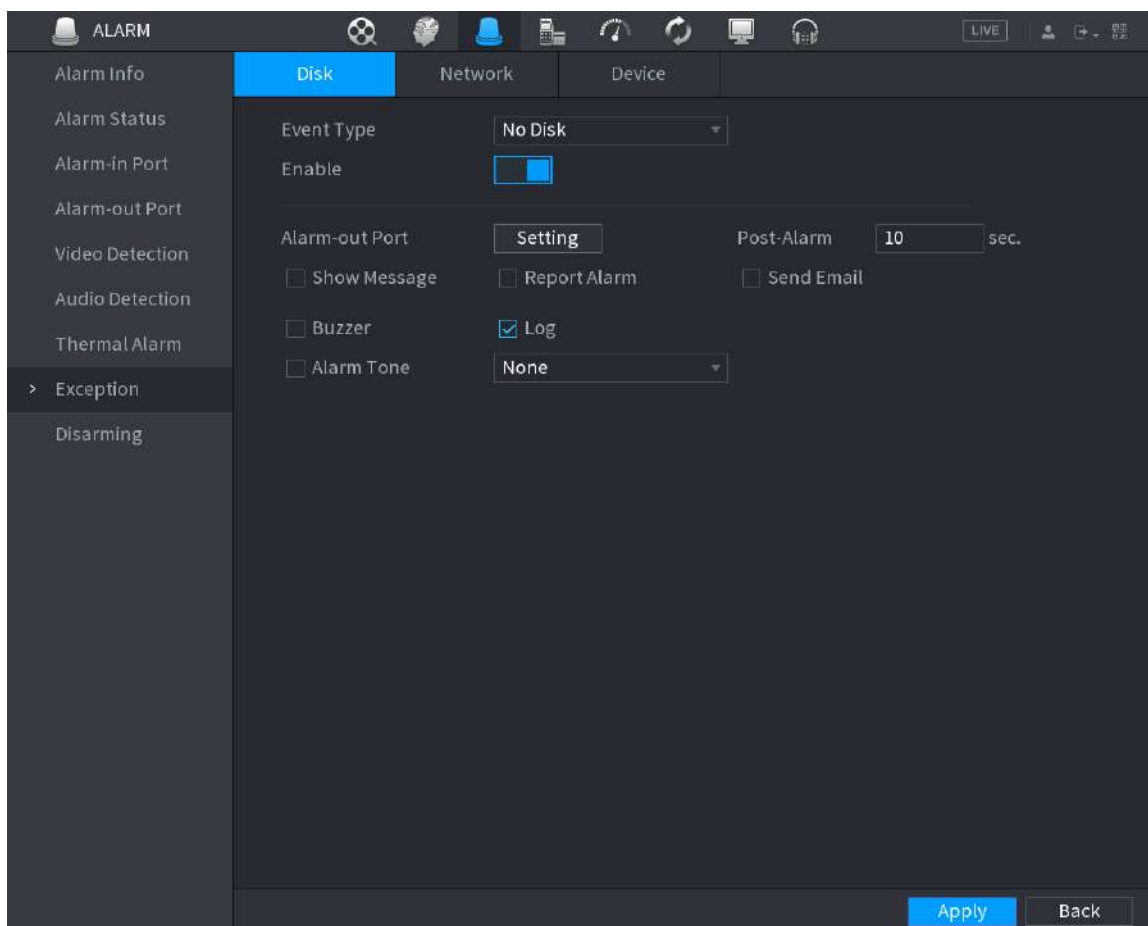 ALARM LIVE
Alarm Info
Alarm Status
Alarm-in Port
Alarm-out Port
Video Detection
Audio Detection
Thermal Alarm
> Exception
Disarming
Disk Network Device
Event Type No Disk
Enable
Alarm-out Port Setting Post-Alarm 10 sec.
Show Message Report Alarm Send Email
Buzzer Log
Alarm Tone None
Apply Back